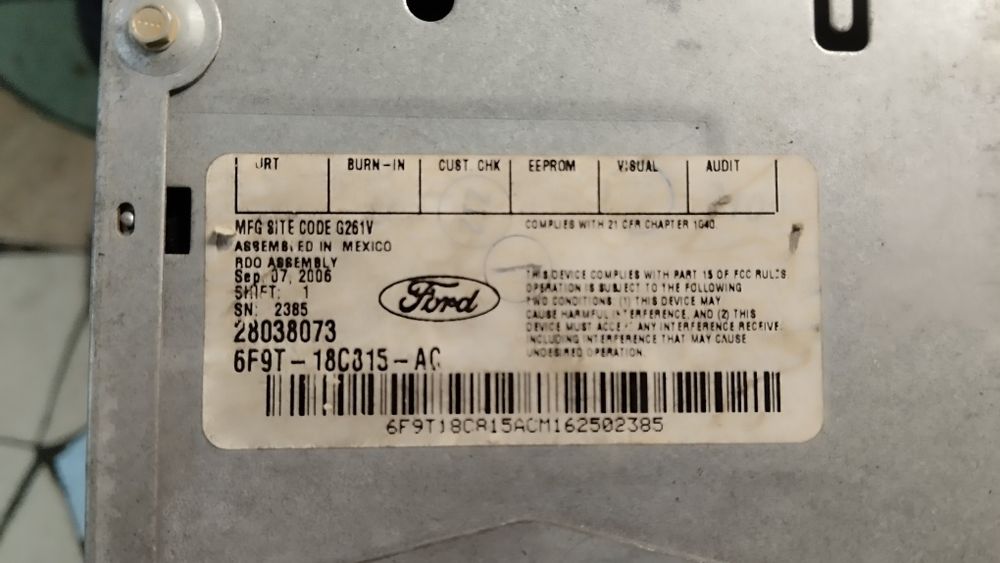 URT BURN-IN CUST CHK EEPROM VISUAL AUDIT
MFG SITE CODE G261V
COMPLIES WITH 21 CFR CHAPTER 1040
ASSEMBLED IN MEXICO
RDO ASSEMBLY
Sep 07, 2006
SHIFT: 1
SN: 2385
28038073
6F9T-18C815-AC
Ford
THIS DEVICE COMPLIES WITH PART 15 OF FCC RULES
OPERATION IS SUBJECT TO THE FOLLOWING
TWO CONDITIONS (1) THIS DEVICE MAY
CAUSE HARMFUL INTERFERENCE, AND (2) THIS
DEVICE MUST ACCEPT ANY INTERFERENCE RECEIVE
INCLUDING INTERFERENCE THAT MAY CAUSE
UNDESIRED OPERATION.
6F9T18C815ACM162502385